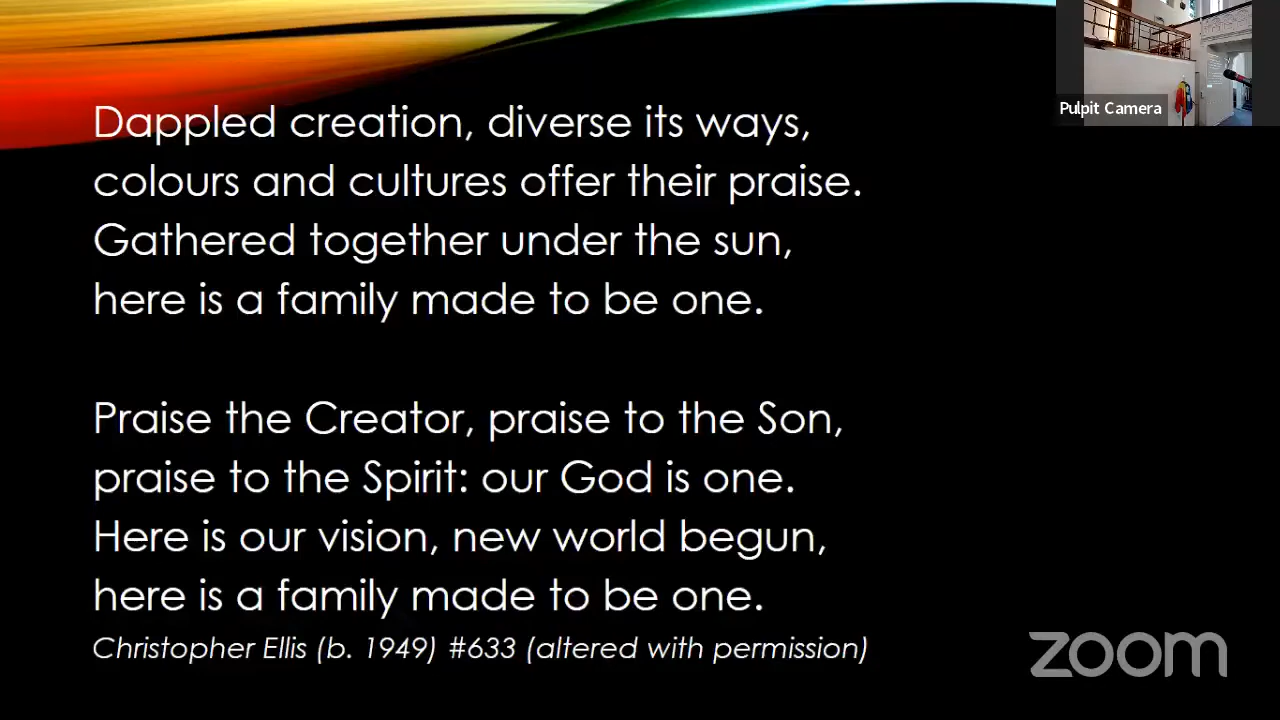 Pulpit Camera
Dappled creation, diverse its ways,
colours and cultures offer their praise.
Gathered together under the sun,
here is a family made to be one.
Praise the Creator, praise to the Son,
praise to the Spirit: our God is one.
Here is our vision, new world begun,
here is a family made to be one.
Christopher Ellis (b. 1949) #633 (altered with permission)
zoom